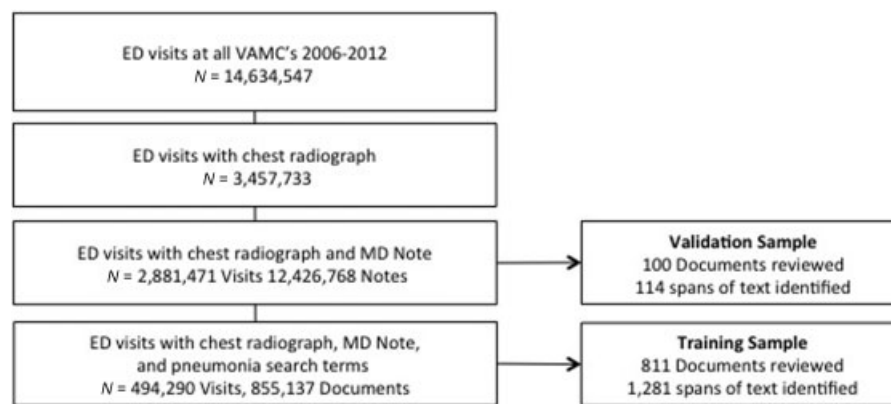 ED visits at all VAMC's 2006-2012
N = 14,634,547
ED visits with chest radiograph
N = 3,457,733
ED visits with chest radiograph and MD Note
N = 2,881,471 Visits 12,426,768 Notes
Validation Sample
100 Documents reviewed
114 spans of text identified
ED visits with chest radiograph, MD Note,
and pneumonia search terms
N = 494,290 Visits, 855,137 Documents
Training Sample
811 Documents reviewed
1,281 spans of text identified